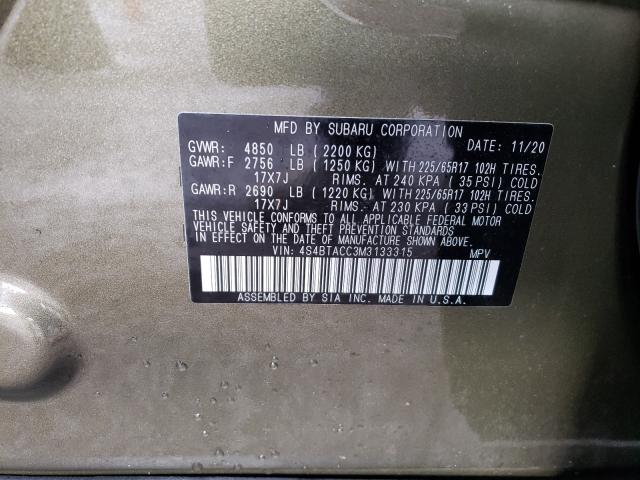 MFD BY SUBARU CORPORATION DATE: 11/20
GVWR: 4850 LB (2200 KG)
GAWR:F 2756 LB (1250 KG) WITH 225/65R17 102H TIRES.
17X7J RIMS. AT 240 KPA (35 PSI) COLD
GAWR:R 2690 LB (1220 KG) WITH 225/65R17 102H TIRES.
17X7J RIMS. AT 230 KPA (33 PSI) COLD
THIS VEHICLE CONFORMS TO ALL APPLICABLE FEDERAL MOTOR
VEHICLE SAFETY AND THEFT PREVENTION STANDARDS
IN EFFECT ON THE DATE OF MANUFACTURE SHOWN ABOVE.
VIN: 4S4BTACC3M3133315 MPV
ASSEMBLED BY SIA INC. MADE IN U.S.A.